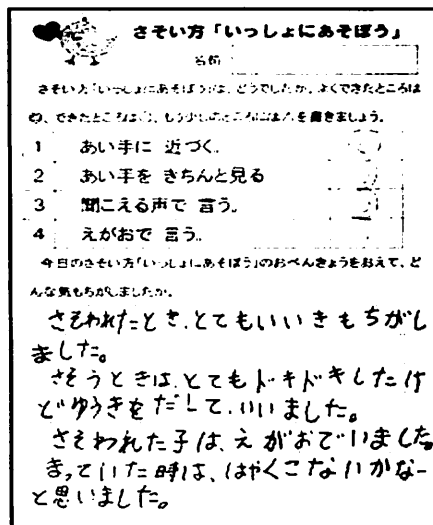 さそい方「いっしょにあそぼう」
名前
さそい方「いっしょにあそぼう」は、どうでしたか。よくできたところは
◎、できたところは○、もう少しのところには△を書きましょう。
1 あい手に 近づく。
2 あい手を きちんと見る
3 聞こえる声で 言う。
4 えがおで 言う。
今日のさそい方「いっしょにあそぼう」のおべんきょうをおえて、ど
んな気もちがしましたか。
さそわれたとき、とてもいいきもちがし
ました。
さそうときは、とてもドキドキしたけ
どゆうきをだして、いいました。
さそわれた子は、えがおでいました。
まっていた時は、はやくこないかなー
と思いました。